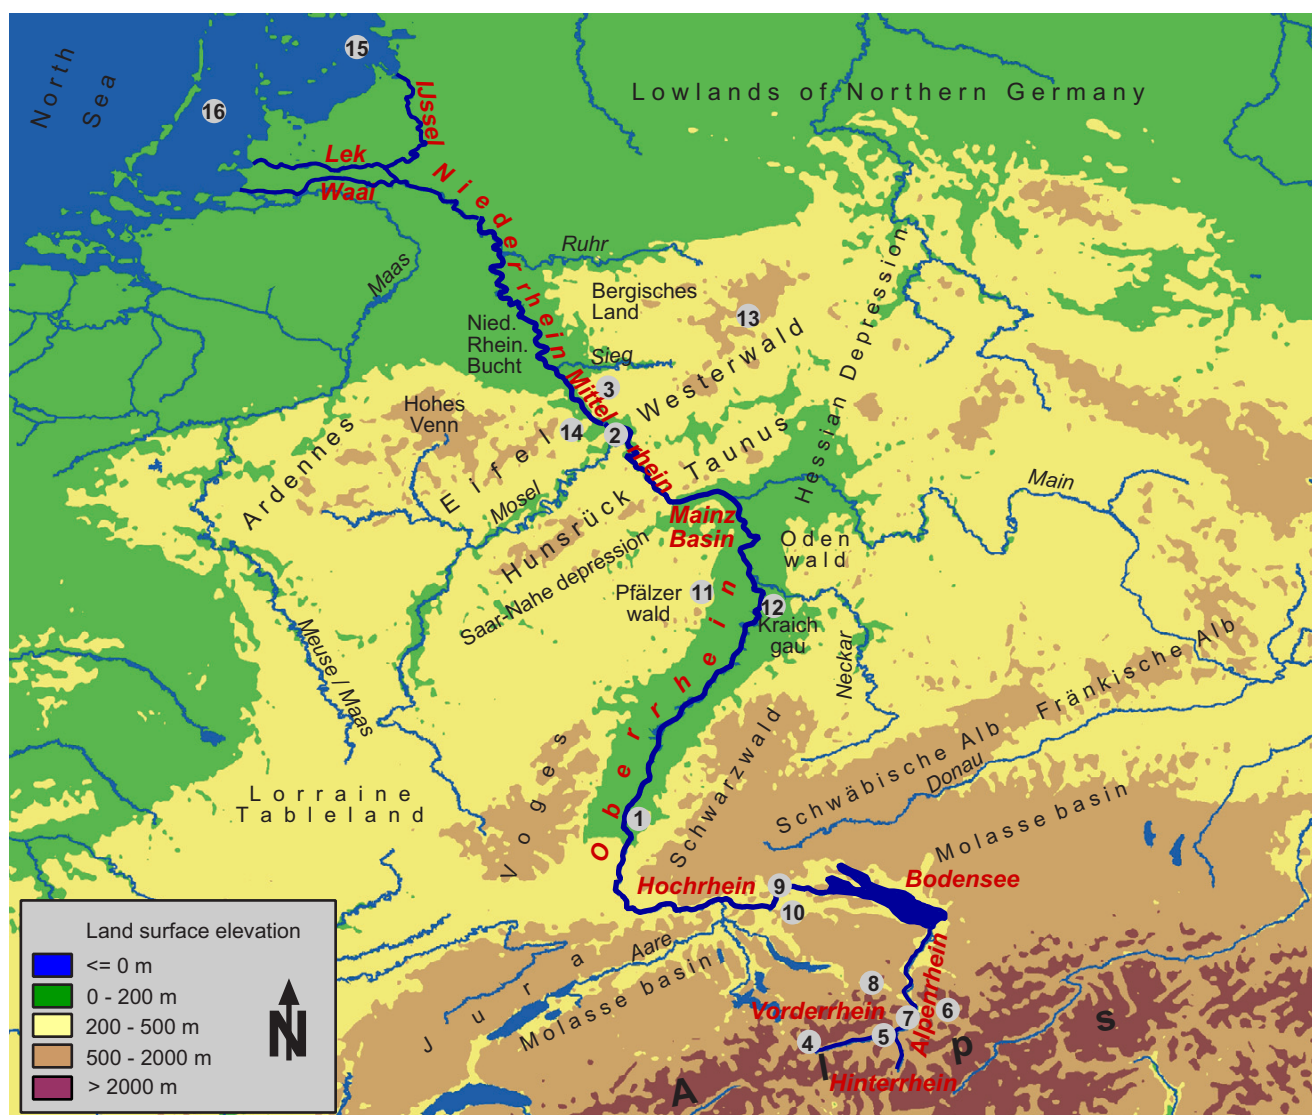 15
North
Sea
16
IJssel
Lowlands of Northern Germany
Lek
Waal
Niederrhein
Ruhr
Maas
Bergisches
Land
13
Nied.
Rhein.
Bucht
Sieg
3
Mittelrhein
Westerwald
Hessian Depression
Hohes
Venn
14
2
Ardennes
Eifel
Taunus
Mosel
Main
Hunsrück
Mainz
Basin
Oden
wald
Saar-Nahe depression
Pfälzer
wald
11
12
Kraich
gau
Oberrhein
Neckar
Meuse / Maas
Fränkische Alb
Schwäbische Alb
Donau
Schwarzwald
Vosges
Lorraine
Tableland
1
Molasse basin
Hochrhein
9
10
Bodensee
Aare
Jura
Molasse basin
8
Vorderrhein
Alpenrhein
7
6
4
5
Hinterrhein
Alps
Land surface elevation
<= 0 m
0 - 200 m
200 - 500 m
500 - 2000 m
> 2000 m
N